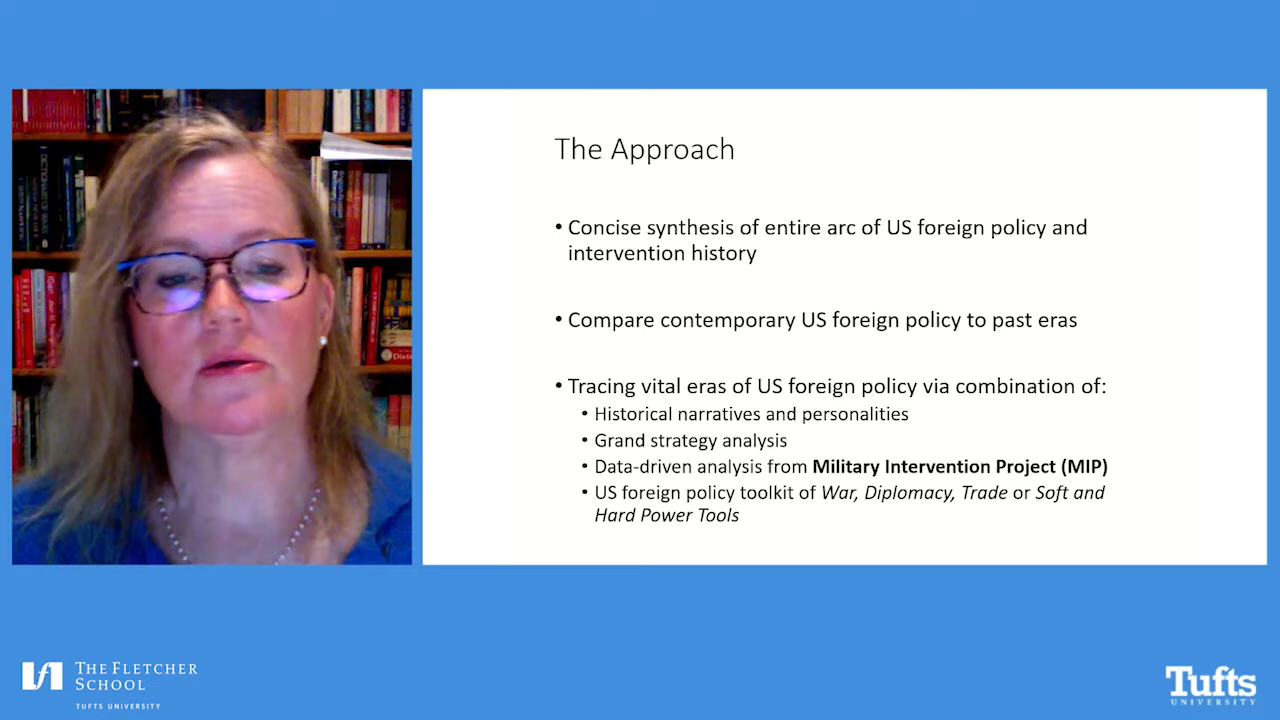 The Approach
• Concise synthesis of entire arc of US foreign policy and
intervention history
• Compare contemporary US foreign policy to past eras
• Tracing vital eras of US foreign policy via combination of:
• Historical narratives and personalities
• Grand strategy analysis
• Data-driven analysis from Military Intervention Project (MIP)
• US foreign policy toolkit of War, Diplomacy, Trade or Soft and
Hard Power Tools
THE FLETCHER
SCHOOL
TUFTS UNIVERSITY
Tufts
UNIVERSITY